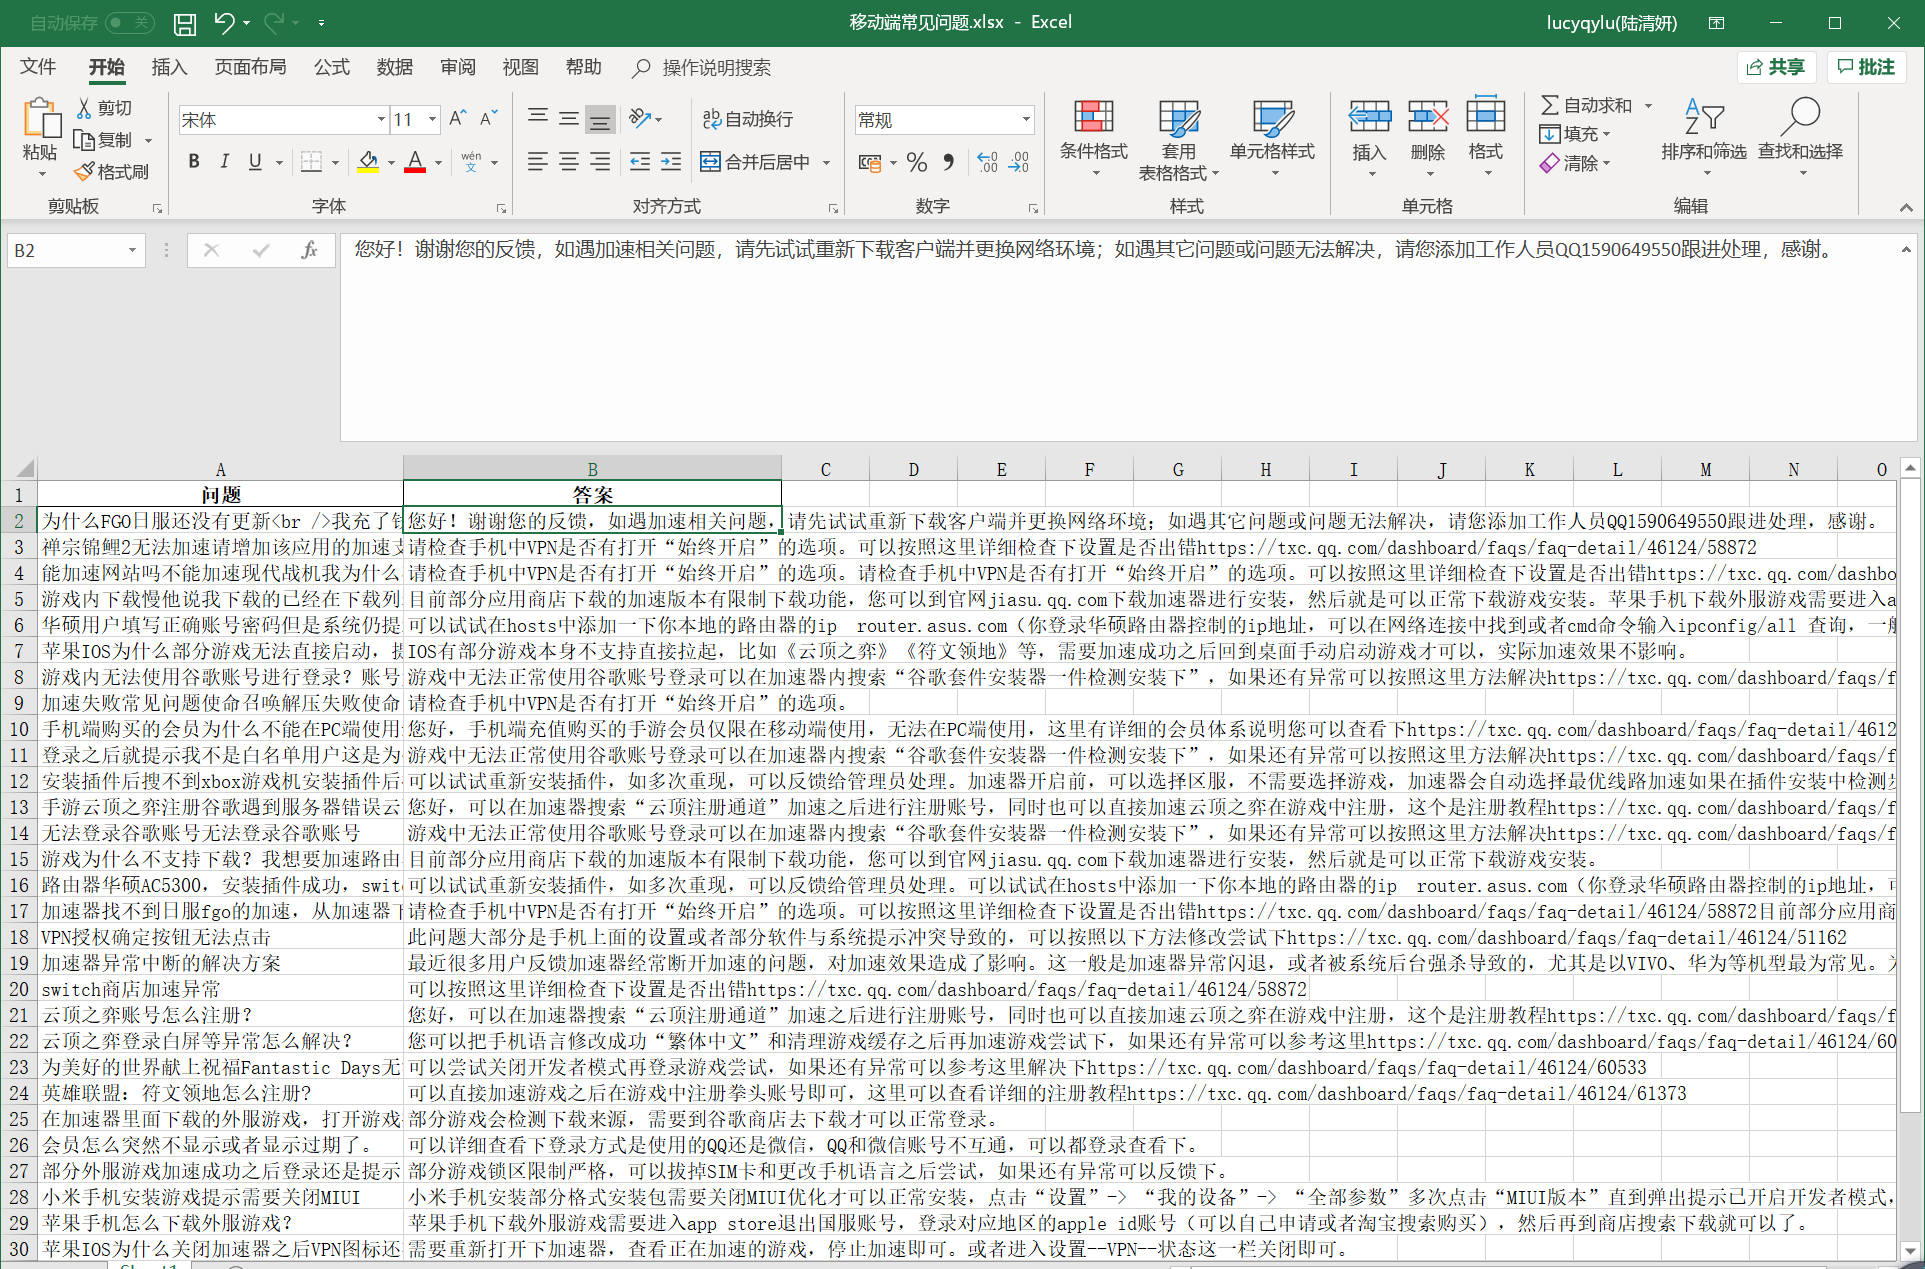 自动保存 关 移动端常见问题.xlsx - Excel lucyqylu(陆清妍)
文件 开始 插入 页面布局 公式 数据 审阅 视图 帮助 操作说明搜索 共享 批注
粘贴 剪切 复制 格式刷 剪贴板
宋体 11 A A B I U A wén 文 字体
ab 自动换行 合并后居中 对齐方式
常规 % 数字
条件格式 套用 表格格式 单元格样式 样式
插入 删除 格式 单元格
自动求和 填充 清除 排序和筛选 查找和选择 编辑
B2 fx 您好！谢谢您的反馈，如遇加速相关问题，请先试试重新下载客户端并更换网络环境；如遇其它问题或问题无法解决，请您添加工作人员QQ1590649550跟进处理，感谢。
A B C D E F G H I J K L M N O
1 问题 答案
2 为什么FGO日服还没有更新<br />我充了 您好！谢谢您的反馈，如遇加速相关问题，请先试试重新下载客户端并更换网络环境；如遇其它问题或问题无法解决，请您添加工作人员QQ1590649550跟进处理，感谢。
3 禅宗锦鲤2无法加速请增加该应用的加速 请检查手机中VPN是否有打开“始终开启”的选项。可以按照这里详细检查下设置是否出错https://txc.qq.com/dashboard/faqs/faq-detail/46124/58872
4 能加速网站吗不能加速现代战机我为什么 请检查手机中VPN是否有打开“始终开启”的选项。请检查手机中VPN是否有打开“始终开启”的选项。可以按照这里详细检查下设置是否出错https://txc.qq.com/dashbo
5 游戏内下载慢他说我下载的已经在下载列 目前部分应用商店下载的加速版本有限制下载功能，您可以到官网jiasu.qq.com下载加速器进行安装，然后就是可以正常下载游戏安装。苹果手机下载外服游戏需要进入a
6 华硕用户填写正确账号密码但是系统仍提 可以试试在hosts中添加一下你本地的路由器的ip router.asus.com（你登录华硕路由器控制的ip地址，可以在网络连接中找到或者cmd命令输入ipconfig/all 查询，一般
7 苹果IOS为什么部分游戏无法直接启动，提 IOS有部分游戏本身不支持直接拉起，比如《云顶之弈》《符文领地》等，需要加速成功之后回到桌面手动启动游戏才可以，实际加速效果不影响。
8 游戏内无法使用谷歌账号进行登录？账号 游戏中无法正常使用谷歌账号登录可以在加速器内搜索“谷歌套件安装器一件检测安装下”，如果还有异常可以按照这里方法解决https://txc.qq.com/dashboard/faqs/f
9 加速失败常见问题使命召唤解压失败使命 请检查手机中VPN是否有打开“始终开启”的选项。
10 手机端购买的会员为什么不能在PC端使用 您好，手机端充值购买的手游会员仅限在移动端使用，无法在PC端使用，这里有详细的会员体系说明您可以查看下https://txc.qq.com/dashboard/faqs/faq-detail/4612
11 登录之后就提示我不是白名单用户这是为 游戏中无法正常使用谷歌账号登录可以在加速器内搜索“谷歌套件安装器一件检测安装下”，如果还有异常可以按照这里方法解决https://txc.qq.com/dashboard/faqs/f
12 安装插件后搜不到xbox游戏机安装插件后 可以试试重新安装插件，如多次重现，可以反馈给管理员处理。加速器开启前，可以选择区服，不需要选择游戏，加速器会自动选择最优线路加速如果在插件安装中检测
13 手游云顶之弈注册谷歌遇到服务器错误云 您好，可以在加速器搜索“云顶注册通道”加速之后进行注册账号，同时也可以直接加速云顶之弈在游戏中注册，这个是注册教程https://txc.qq.com/dashboard/faqs/f
14 无法登录谷歌账号无法登录谷歌账号 游戏中无法正常使用谷歌账号登录可以在加速器内搜索“谷歌套件安装器一件检测安装下”，如果还有异常可以按照这里方法解决https://txc.qq.com/dashboard/faqs/f
15 游戏为什么不支持下载？我想要加速路由 目前部分应用商店下载的加速版本有限制下载功能，您可以到官网jiasu.qq.com下载加速器进行安装，然后就是可以正常下载游戏安装。
16 路由器华硕AC5300，安装插件成功，swit 可以试试重新安装插件，如多次重现，可以反馈给管理员处理。可以试试在hosts中添加一下你本地的路由器的ip router.asus.com（你登录华硕路由器控制的ip地址，可
17 加速器找不到日服fgo的加速，从加速器下 请检查手机中VPN是否有打开“始终开启”的选项。可以按照这里详细检查下设置是否出错https://txc.qq.com/dashboard/faqs/faq-detail/46124/58872目前部分应用商
18 VPN授权确定按钮无法点击 此问题大部分是手机上面的设置或者部分软件与系统提示冲突导致的，可以按照以下方法修改尝试下https://txc.qq.com/dashboard/faqs/faq-detail/46124/51162
19 加速器异常中断的解决方案 最近很多用户反馈加速器经常断开加速的问题，对加速效果造成了影响。这一般是加速器异常闪退，或者被系统后台强杀导致的，尤其是以VIVO、华为等机型最为常见。为
20 switch商店加速异常 可以按照这里详细检查下设置是否出错https://txc.qq.com/dashboard/faqs/faq-detail/46124/58872
21 云顶之弈账号怎么注册？ 您好，可以在加速器搜索“云顶注册通道”加速之后进行注册账号，同时也可以直接加速云顶之弈在游戏中注册，这个是注册教程https://txc.qq.com/dashboard/faqs/f
22 云顶之弈登录白屏等异常怎么解决？ 您可以把手机语言修改成功“繁体中文”和清理游戏缓存之后再加速游戏尝试下，如果还有异常可以参考这里https://txc.qq.com/dashboard/faqs/faq-detail/46124/60
23 为美好的世界献上祝福Fantastic Days无 可以尝试关闭开发者模式再登录游戏尝试，如果还有异常可以参考这里解决下https://txc.qq.com/dashboard/faqs/faq-detail/46124/60533
24 英雄联盟：符文领地怎么注册？ 可以直接加速游戏之后在游戏中注册拳头账号即可，这里可以查看详细的注册教程https://txc.qq.com/dashboard/faqs/faq-detail/46124/61373
25 在加速器里面下载的外服游戏，打开游戏 部分游戏会检测下载来源，需要到谷歌商店去下载才可以正常登录。
26 会员怎么突然不显示或者显示过期了。 可以详细查看下登录方式是使用的QQ还是微信，QQ和微信账号不互通，可以都登录查看下。
27 部分外服游戏加速成功之后登录还是提示 部分游戏锁区限制严格，可以拔掉SIM卡和更改手机语言之后尝试，如果还有异常可以反馈下。
28 小米手机安装游戏提示需要关闭MIUI 小米手机安装部分格式安装包需要关闭MIUI优化才可以正常安装，点击“设置”-> “我的设备”-> “全部参数”多次点击“MIUI版本”直到弹出提示已开启开发者模式，
29 苹果手机怎么下载外服游戏？ 苹果手机下载外服游戏需要进入app store退出国服账号，登录对应地区的apple id账号（可以自己申请或者淘宝搜索购买），然后再到商店搜索下载就可以了。
30 苹果IOS为什么关闭加速器之后VPN图标还 需要重新打开下加速器，查看正在加速的游戏，停止加速即可。或者进入设置--VPN--状态这一栏关闭即可。